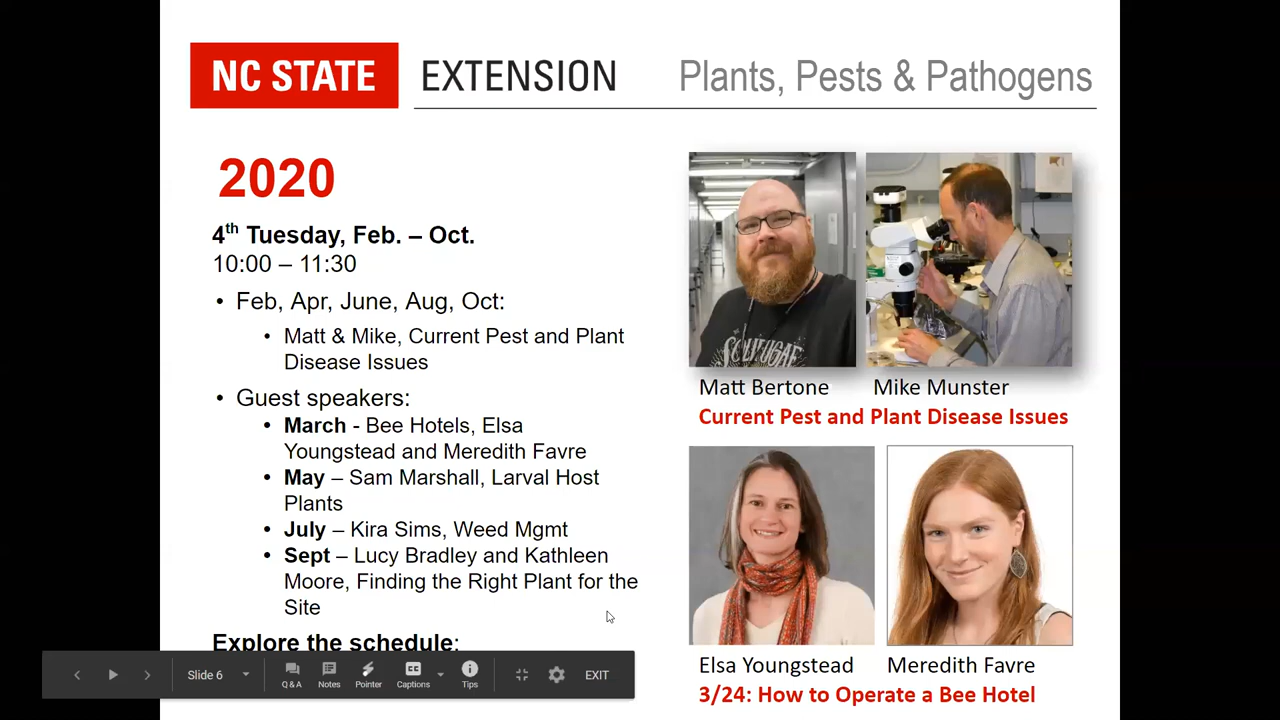 NC STATE EXTENSION Plants, Pests & Pathogens
2020
4th Tuesday, Feb. – Oct.
10:00 – 11:30
• Feb, Apr, June, Aug, Oct:
• Matt & Mike, Current Pest and Plant
Disease Issues
• Guest speakers:
• March - Bee Hotels, Elsa
Youngstead and Meredith Favre
• May – Sam Marshall, Larval Host
Plants
• July – Kira Sims, Weed Mgmt
• Sept – Lucy Bradley and Kathleen
Moore, Finding the Right Plant for the
Site
Explore the schedule:
SOLIFUGAE
Matt Bertone Mike Munster
Current Pest and Plant Disease Issues
Elsa Youngstead Meredith Favre
3/24: How to Operate a Bee Hotel
Slide 6 Q & A Notes Pointer CC Captions Tips EXIT